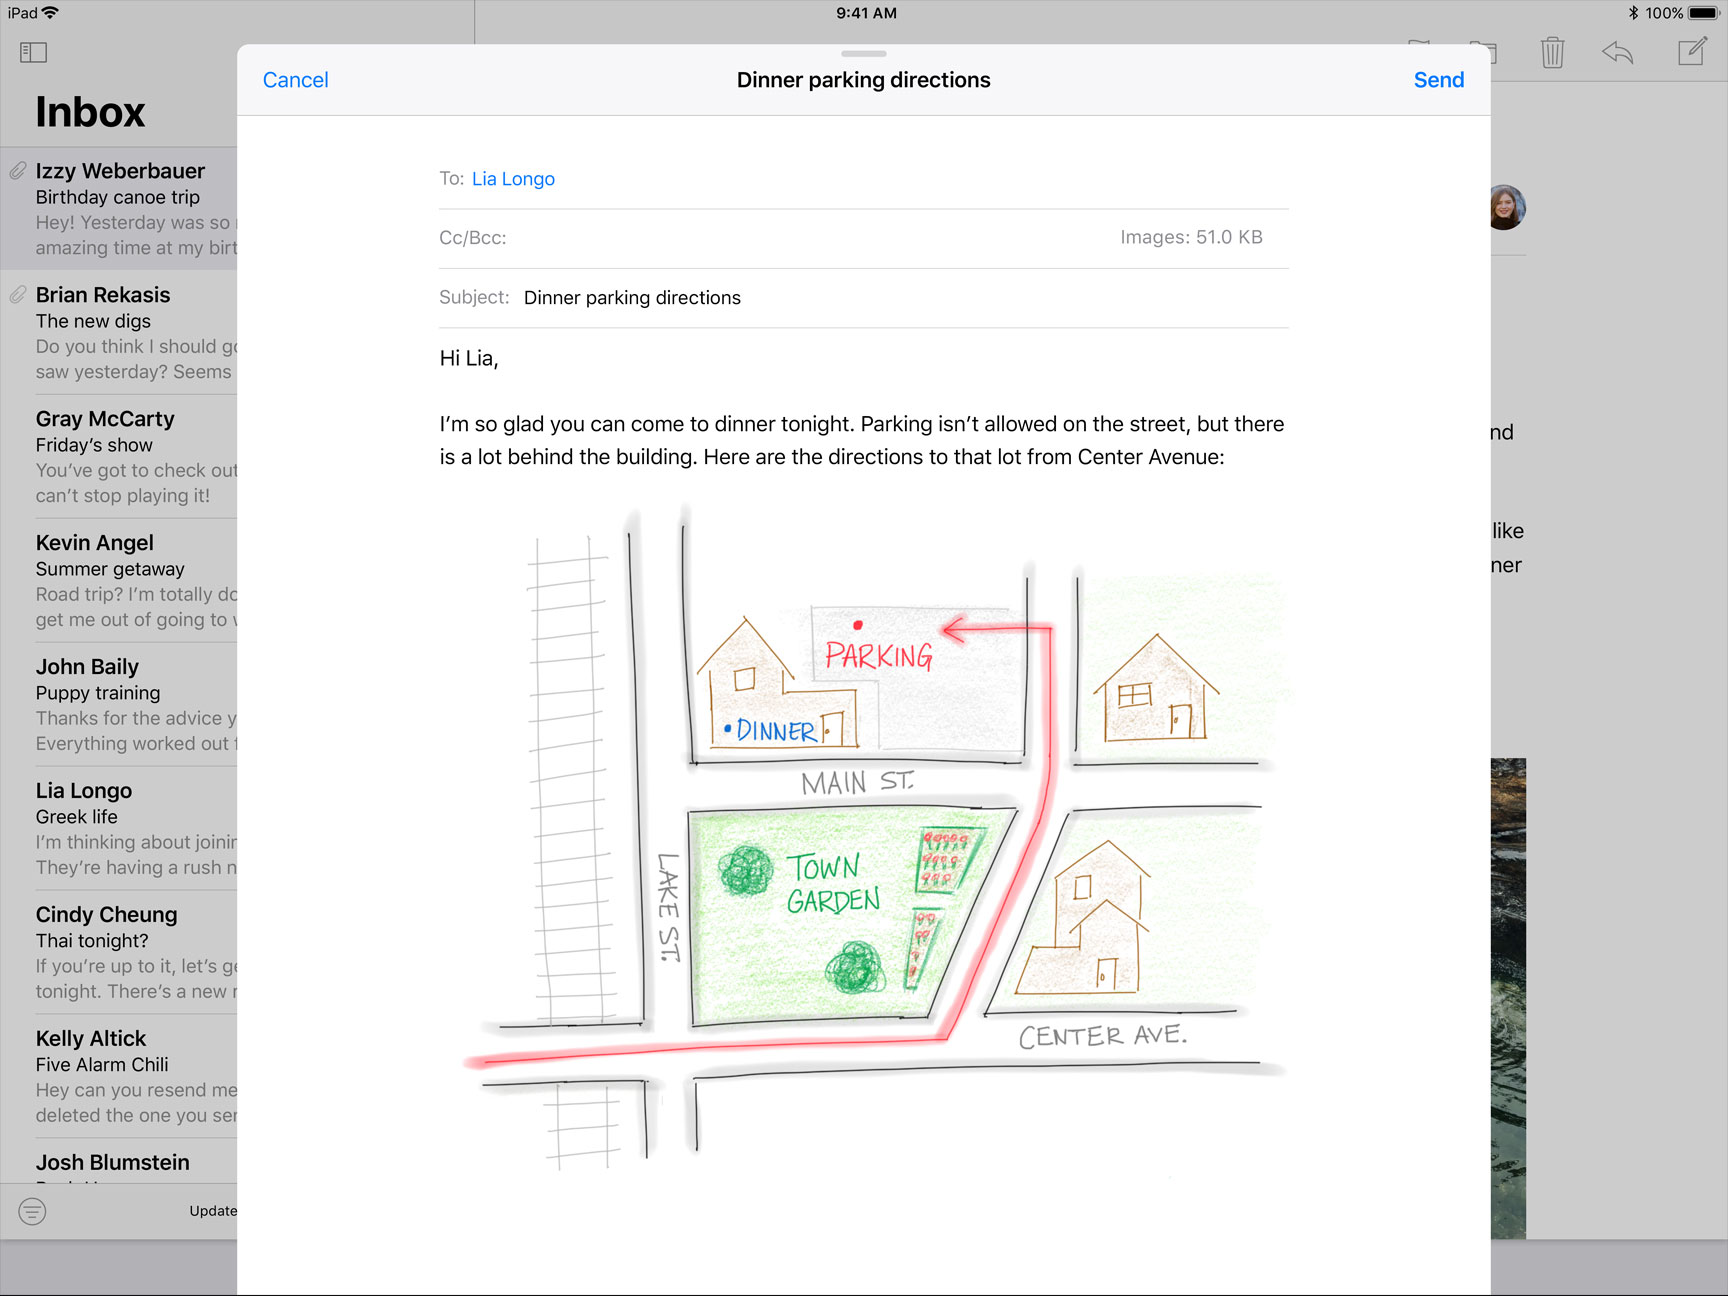 iPad
9:41 AM
100%
Cancel
Dinner parking directions
Send
Inbox
Izzy Weberbauer
Birthday canoe trip
Hey! Yesterday was so
amazing time at my birt
Brian Rekasis
The new digs
Do you think I should go
saw yesterday? Seems
Gray McCarty
Friday's show
You've got to check out
can't stop playing it!
Kevin Angel
Summer getaway
Road trip? I'm totally do
get me out of going to
John Baily
Puppy training
Thanks for the advice y
Everything worked out
Lia Longo
Greek life
I'm thinking about joinin
They're having a rush n
Cindy Cheung
Thai tonight?
If you're up to it, let's ge
tonight. There's a new
Kelly Altick
Five Alarm Chili
Hey can you resend me
deleted the one you ser
Josh Blumstein
Update
To: Lia Longo
Cc/Bcc:
Images: 51.0 KB
Subject: Dinner parking directions
Hi Lia,
I'm so glad you can come to dinner tonight. Parking isn't allowed on the street, but there
is a lot behind the building. Here are the directions to that lot from Center Avenue:
PARKING
DINNER
MAIN ST.
TOWN
GARDEN
LAKE ST.
CENTER AVE.
nd
like
ner